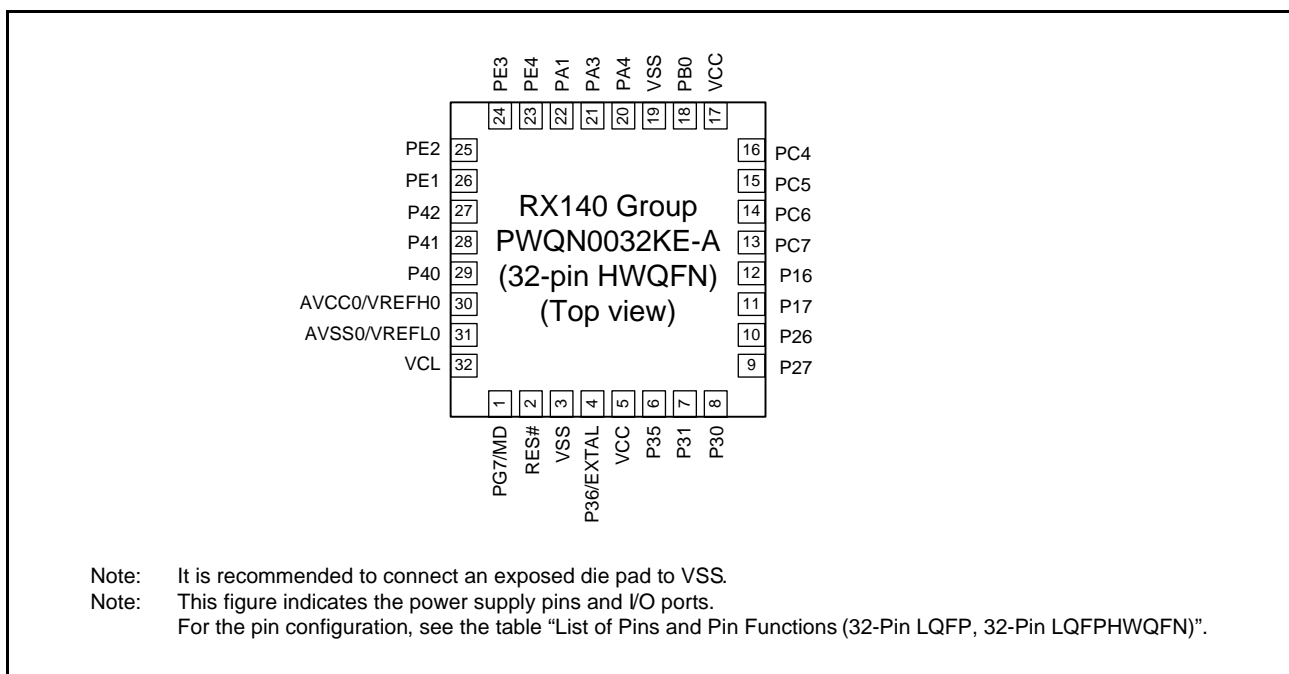 PE3 PE4 PA1 PA3 PA4 VSS PB0 VCC
24 23 22 21 20 19 18 17
PE2 25
PE1 26
P42 27
P41 28
P40 29
AVCC0/VREFH0 30
AVSS0/VREFL0 31
VCL 32
RX140 Group
PWQN0032KE-A
(32-pin HWQFN)
(Top view)
16 PC4
15 PC5
14 PC6
13 PC7
12 P16
11 P17
10 P26
9 P27
1 2 3 4 5 6 7 8
PG7/MD RES# VSS P36/EXTAL VCC P35 P31 P30
Note: It is recommended to connect an exposed die pad to VSS.
Note: This figure indicates the power supply pins and I/O ports.
For the pin configuration, see the table “List of Pins and Pin Functions (32-Pin LQFP, 32-Pin LQFPHWQFN)”.